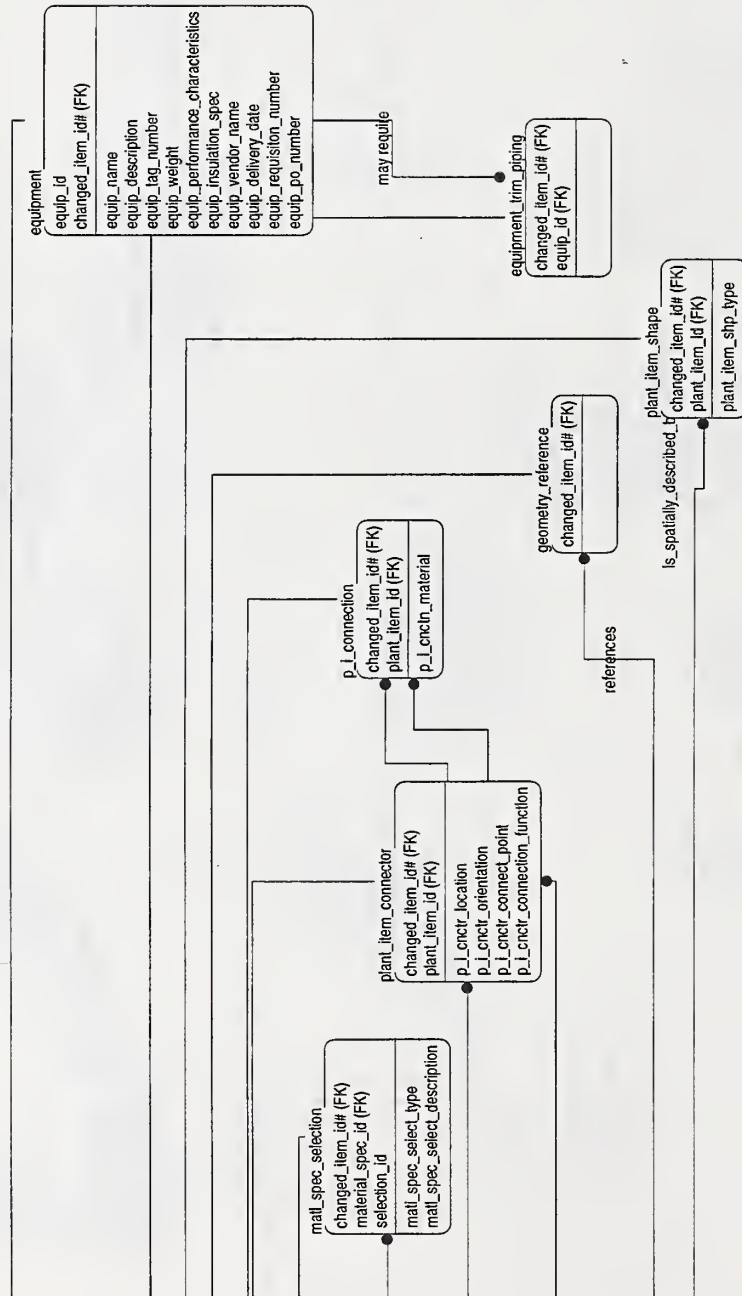 equipment
equip_id
changed_item_id# (FK)
equip_name
equip_description
equip_tag_number
equip_weight
equip_performance_characteristics
equip_insulation_spec
equip_vendor_name
equip_delivery_date
equip_requisiton_number
equip_po_number
may require
equipment_trim_piping
changed_item_id# (FK)
equip_id (FK)
plant_item_shape
changed_item_id# (FK)
plant_item_id (FK)
plant_item_shp_type
Is_spatially_described_b
geometry_reference
changed_item_id# (FK)
references
p_i_connection
changed_item_id# (FK)
plant_item_id (FK)
p_i_cnctn_material
plant_item_connector
changed_item_id# (FK)
plant_item_id (FK)
p_i_cnctr_location
p_i_cnctr_orientation
p_i_cnctr_connect_point
p_i_cnctr_connection_function
matl_spec_selection
changed_item_id# (FK)
material_spec_id (FK)
selection_id
matl_spec_select_type
matl_spec_select_description